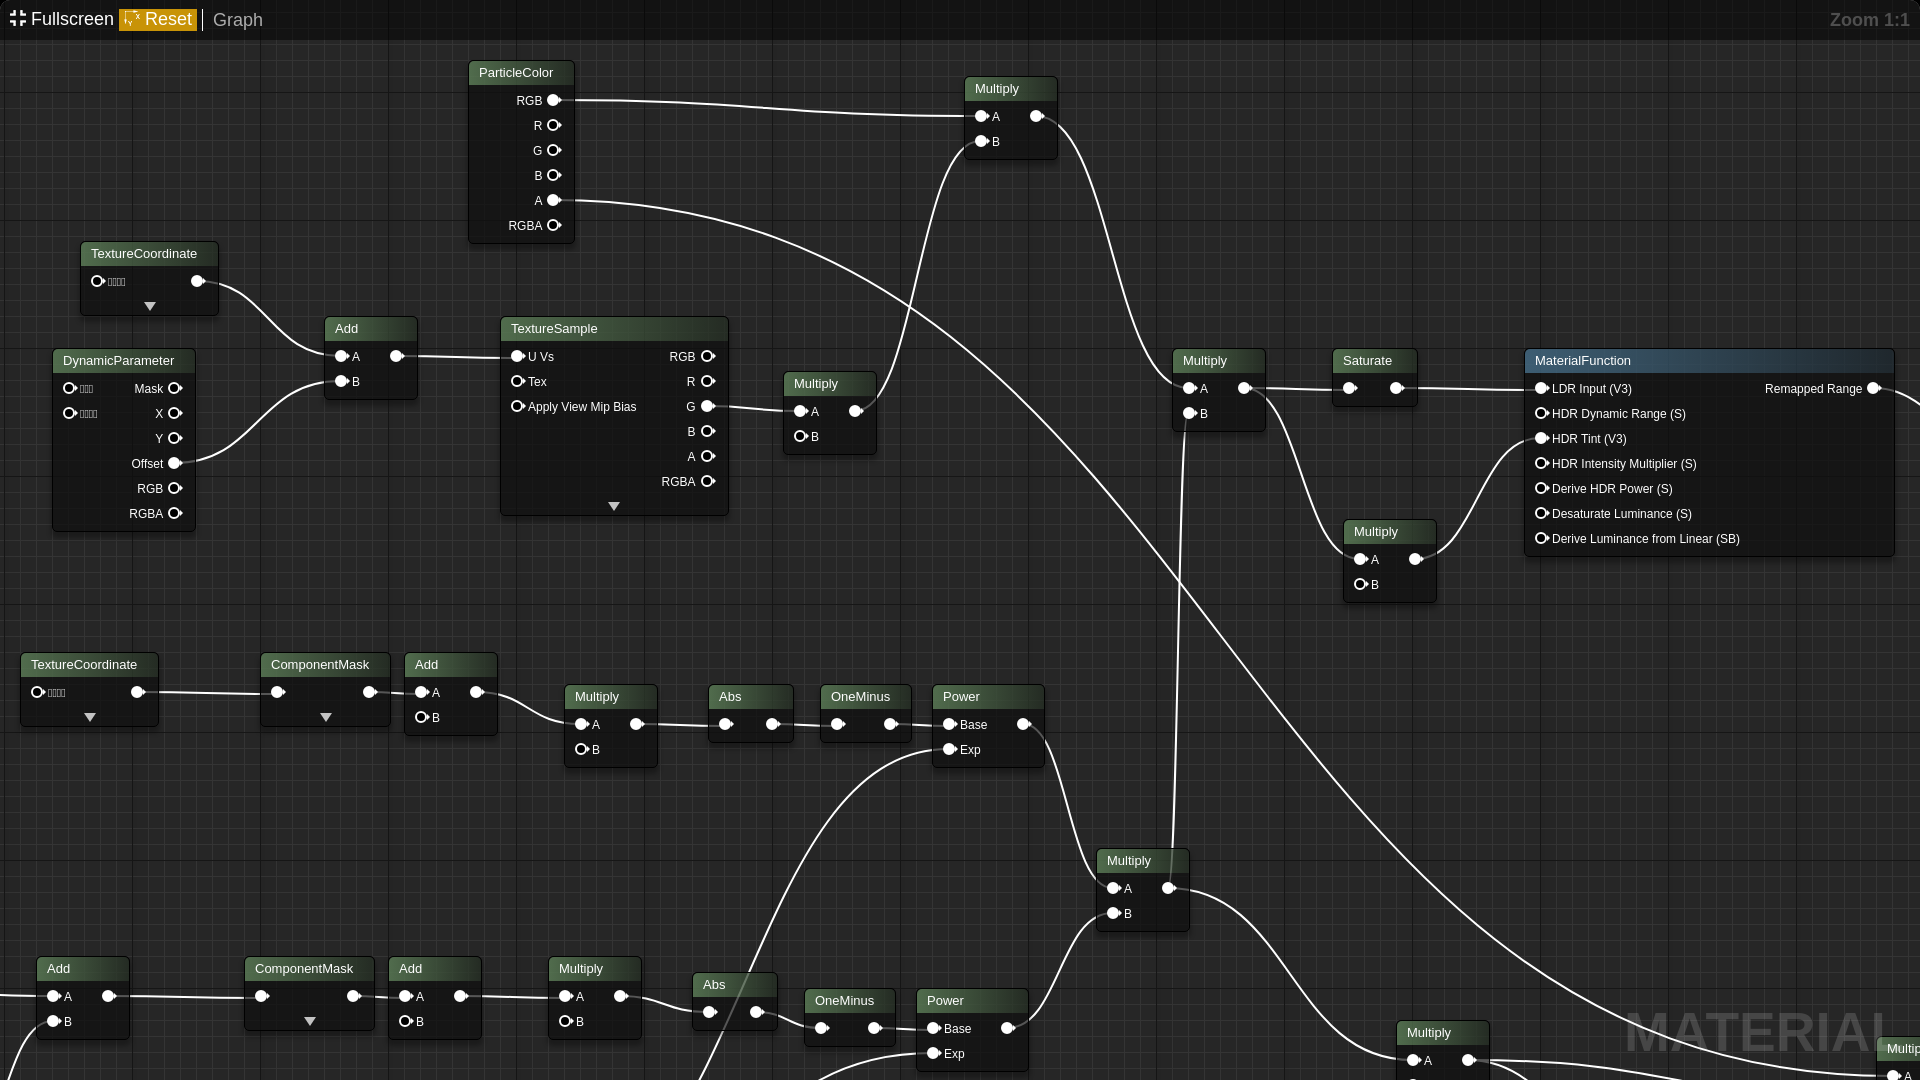 Fullscreen Reset Graph Zoom 1:1
ParticleColor
RGB
R
G
B
A
RGBA
Multiply
A
B
TextureCoordinate
DynamicParameter
Mask
X
Y
Offset
RGB
RGBA
Add
A
B
TextureSample
U Vs RGB
Tex R
Apply View Mip Bias G
B
A
RGBA
Multiply
A
B
Multiply
A
B
Saturate
MaterialFunction
LDR Input (V3) Remapped Range
HDR Dynamic Range (S)
HDR Tint (V3)
HDR Intensity Multiplier (S)
Derive HDR Power (S)
Desaturate Luminance (S)
Derive Luminance from Linear (SB)
Multiply
A
B
TextureCoordinate
ComponentMask
Add
A
B
Multiply
A
B
Abs
OneMinus
Power
Base
Exp
Multiply
A
B
Add
A
B
ComponentMask
Add
A
B
Multiply
A
B
Abs
OneMinus
Power
Base
Exp
Multiply
A
MATERIAL
Multip
A